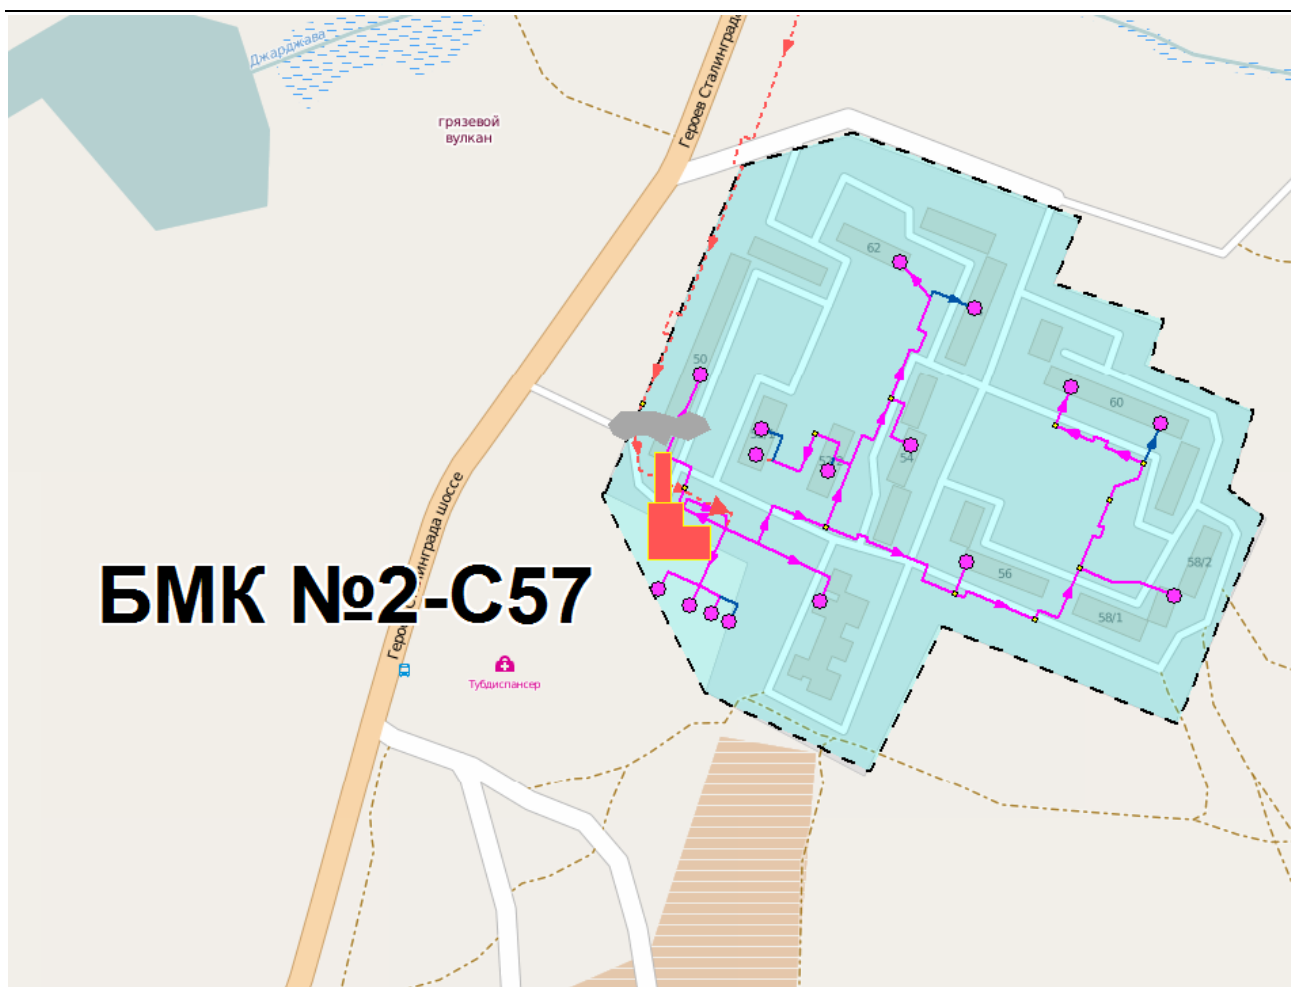 Джарджава
грязевой
вулкан
Героев Сталинграда
62
50
60
54
56
58/2
58/1
БМК №2-С57
Тубдиспансер